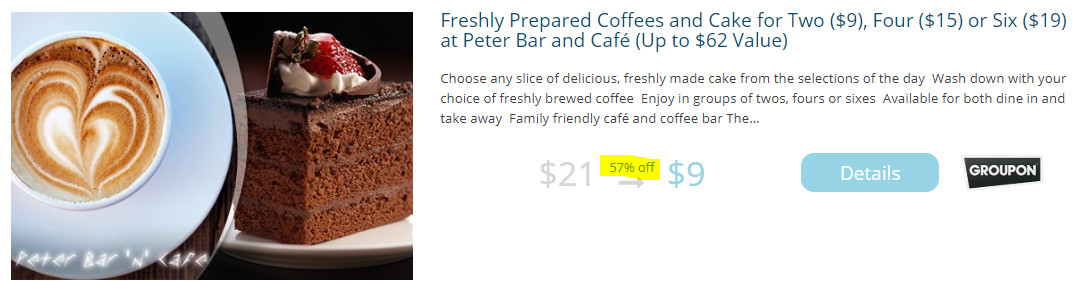 Freshly Prepared Coffees and Cake for Two ($9), Four ($15) or Six ($19)
at Peter Bar and Café (Up to $62 Value)
Choose any slice of delicious, freshly made cake from the selections of the day  Wash down with your
choice of freshly brewed coffee  Enjoy in groups of twos, fours or sixes  Available for both dine in and
take away  Family friendly café and coffee bar The...
$21 57% off → $9
Details
GROUPON
Peter Bar 'N' Cafe